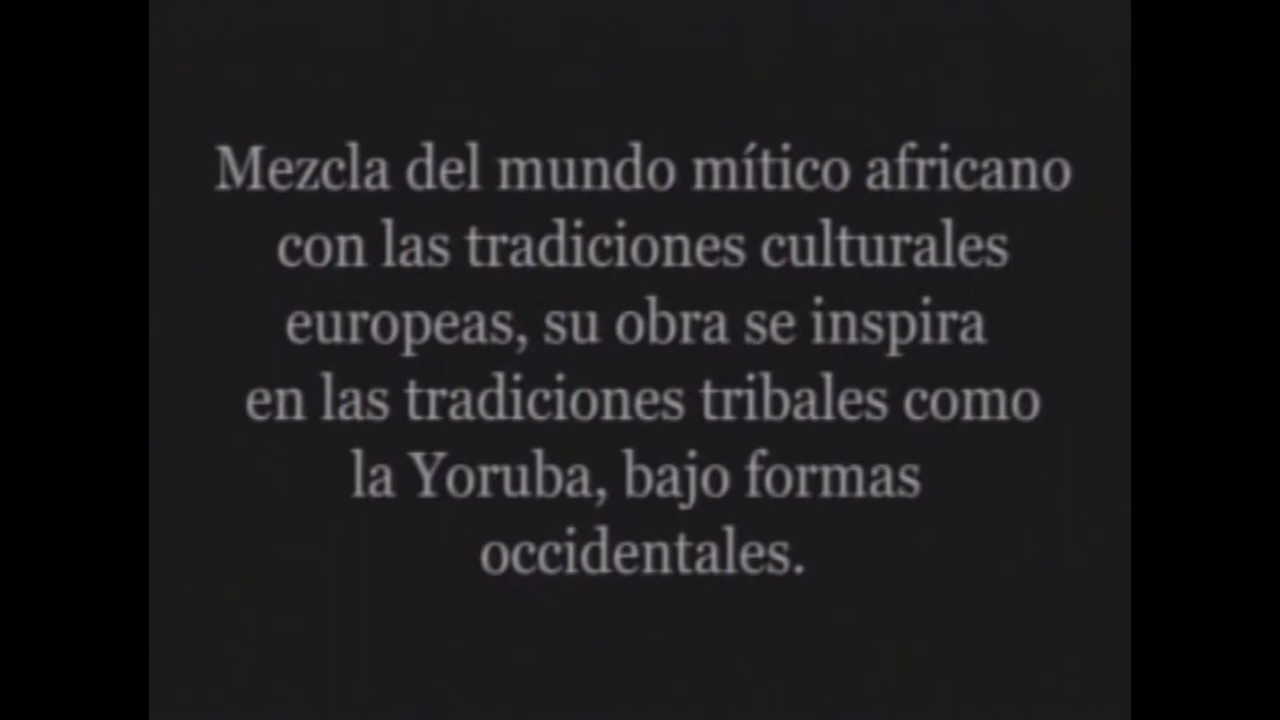 Mezcla del mundo mítico africano
con las tradiciones culturales
europeas, su obra se inspira
en las tradiciones tribales como
la Yoruba, bajo formas
occidentales.